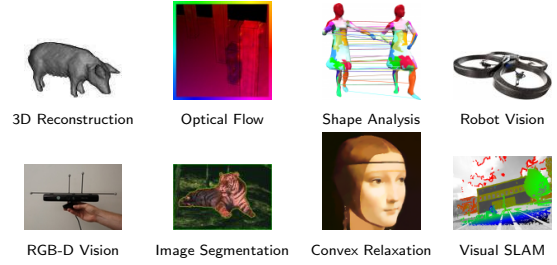 3D Reconstruction
Optical Flow
Shape Analysis
Robot Vision
RGB-D Vision
Image Segmentation
Convex Relaxation
Visual SLAM